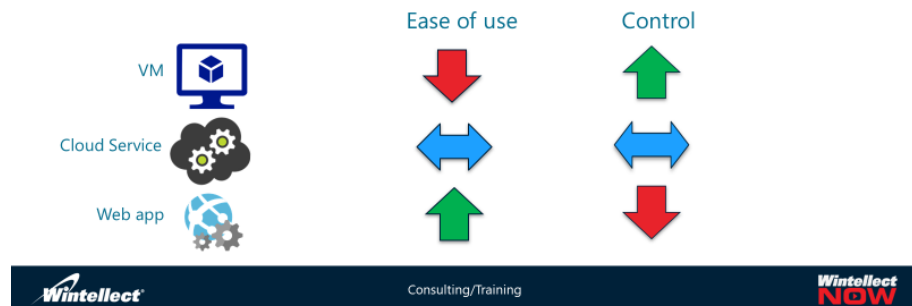 Ease of use Control
VM
Cloud Service
Web app
Wintellect
Consulting/Training
Wintellect
NOW